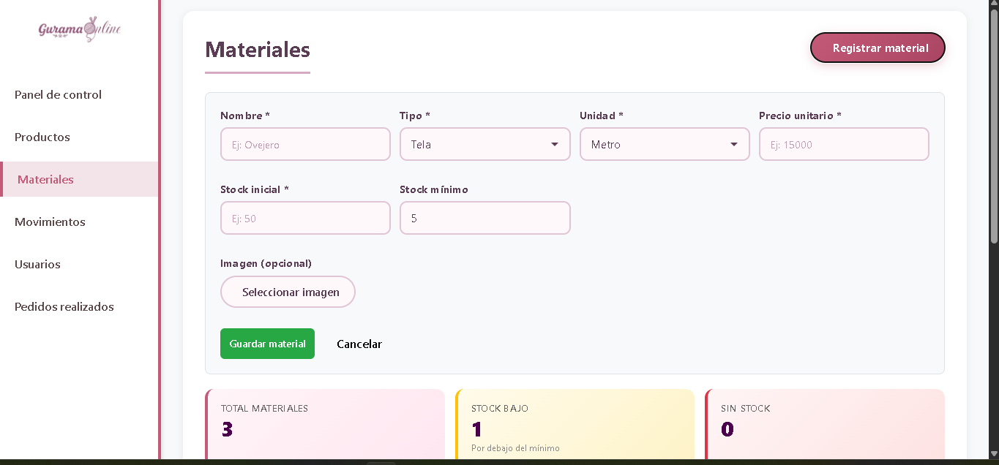 Gurama Online
Materiales
Registrar material
Panel de control
Productos
Materiales
Movimientos
Usuarios
Pedidos realizados
Nombre * Tipo * Unidad * Precio unitario *
Ej: Ovejero Tela Metro Ej: 15000
Stock inicial * Stock mínimo
Ej: 50 5
Imagen (opcional)
Seleccionar imagen
Guardar material Cancelar
TOTAL MATERIALES STOCK BAJO SIN STOCK
3 1 0
Por debajo del mínimo